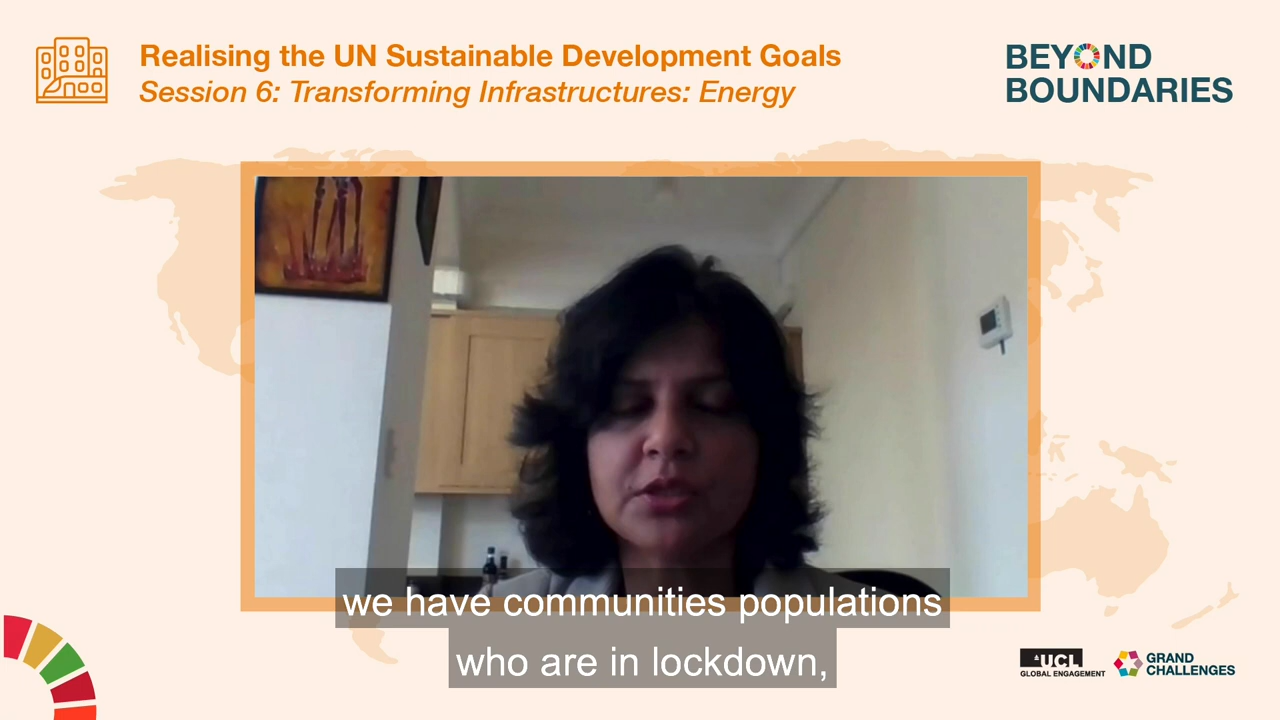 Realising the UN Sustainable Development Goals
Session 6: Transforming Infrastructures: Energy
BEYOND
BOUNDARIES
we have communities populations
who are in lockdown,
UCL
GLOBAL ENGAGEMENT
GRAND
CHALLENGES